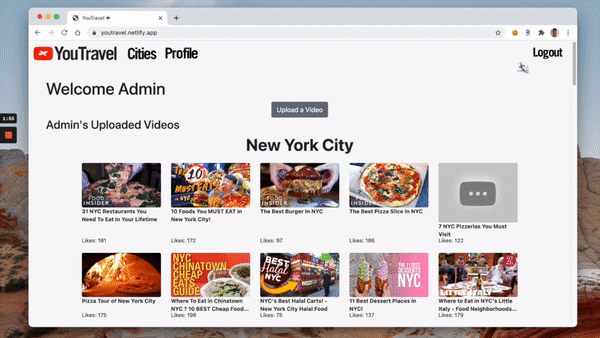 YouTravel
youtravel.netlify.app
YouTravel Cities Profile Logout
Welcome Admin
1:55
Upload a Video
Admin's Uploaded Videos
New York City
FOOD
INSIDER
10
FOODS YOU
MUST EAT
FOOD
INSIDER
FOOD
INSIDER
31 NYC Restaurants You
Need To Eat In Your Lifetime
Likes: 181
10 Foods You MUST EAT in
New York City!
Likes: 172
The Best Burger In NYC
Likes: 97
The Best Pizza Slice In NYC
Likes: 186
7 NYC Pizzerias You Must
Visit
Likes: 122
NYC
CHINATOWN
CHEAP
EATS
GUIDE
BEST
Halal
NYC
THE 11 BEST
DESSERTS
NYC
LITTLE ITALY
Pizza Tour of New York City
Likes: 175
Where To Eat in Chinatown
NYC ? 10 BEST Cheap Food...
Likes: 198
NYC's Best Halal Carts! -
New York City Halal Food
Likes: 75
11 Best Dessert Places in
NYC!
Likes: 137
Where to Eat in NYC's Little
Italy - Food Neighborhoods...
Likes: 179